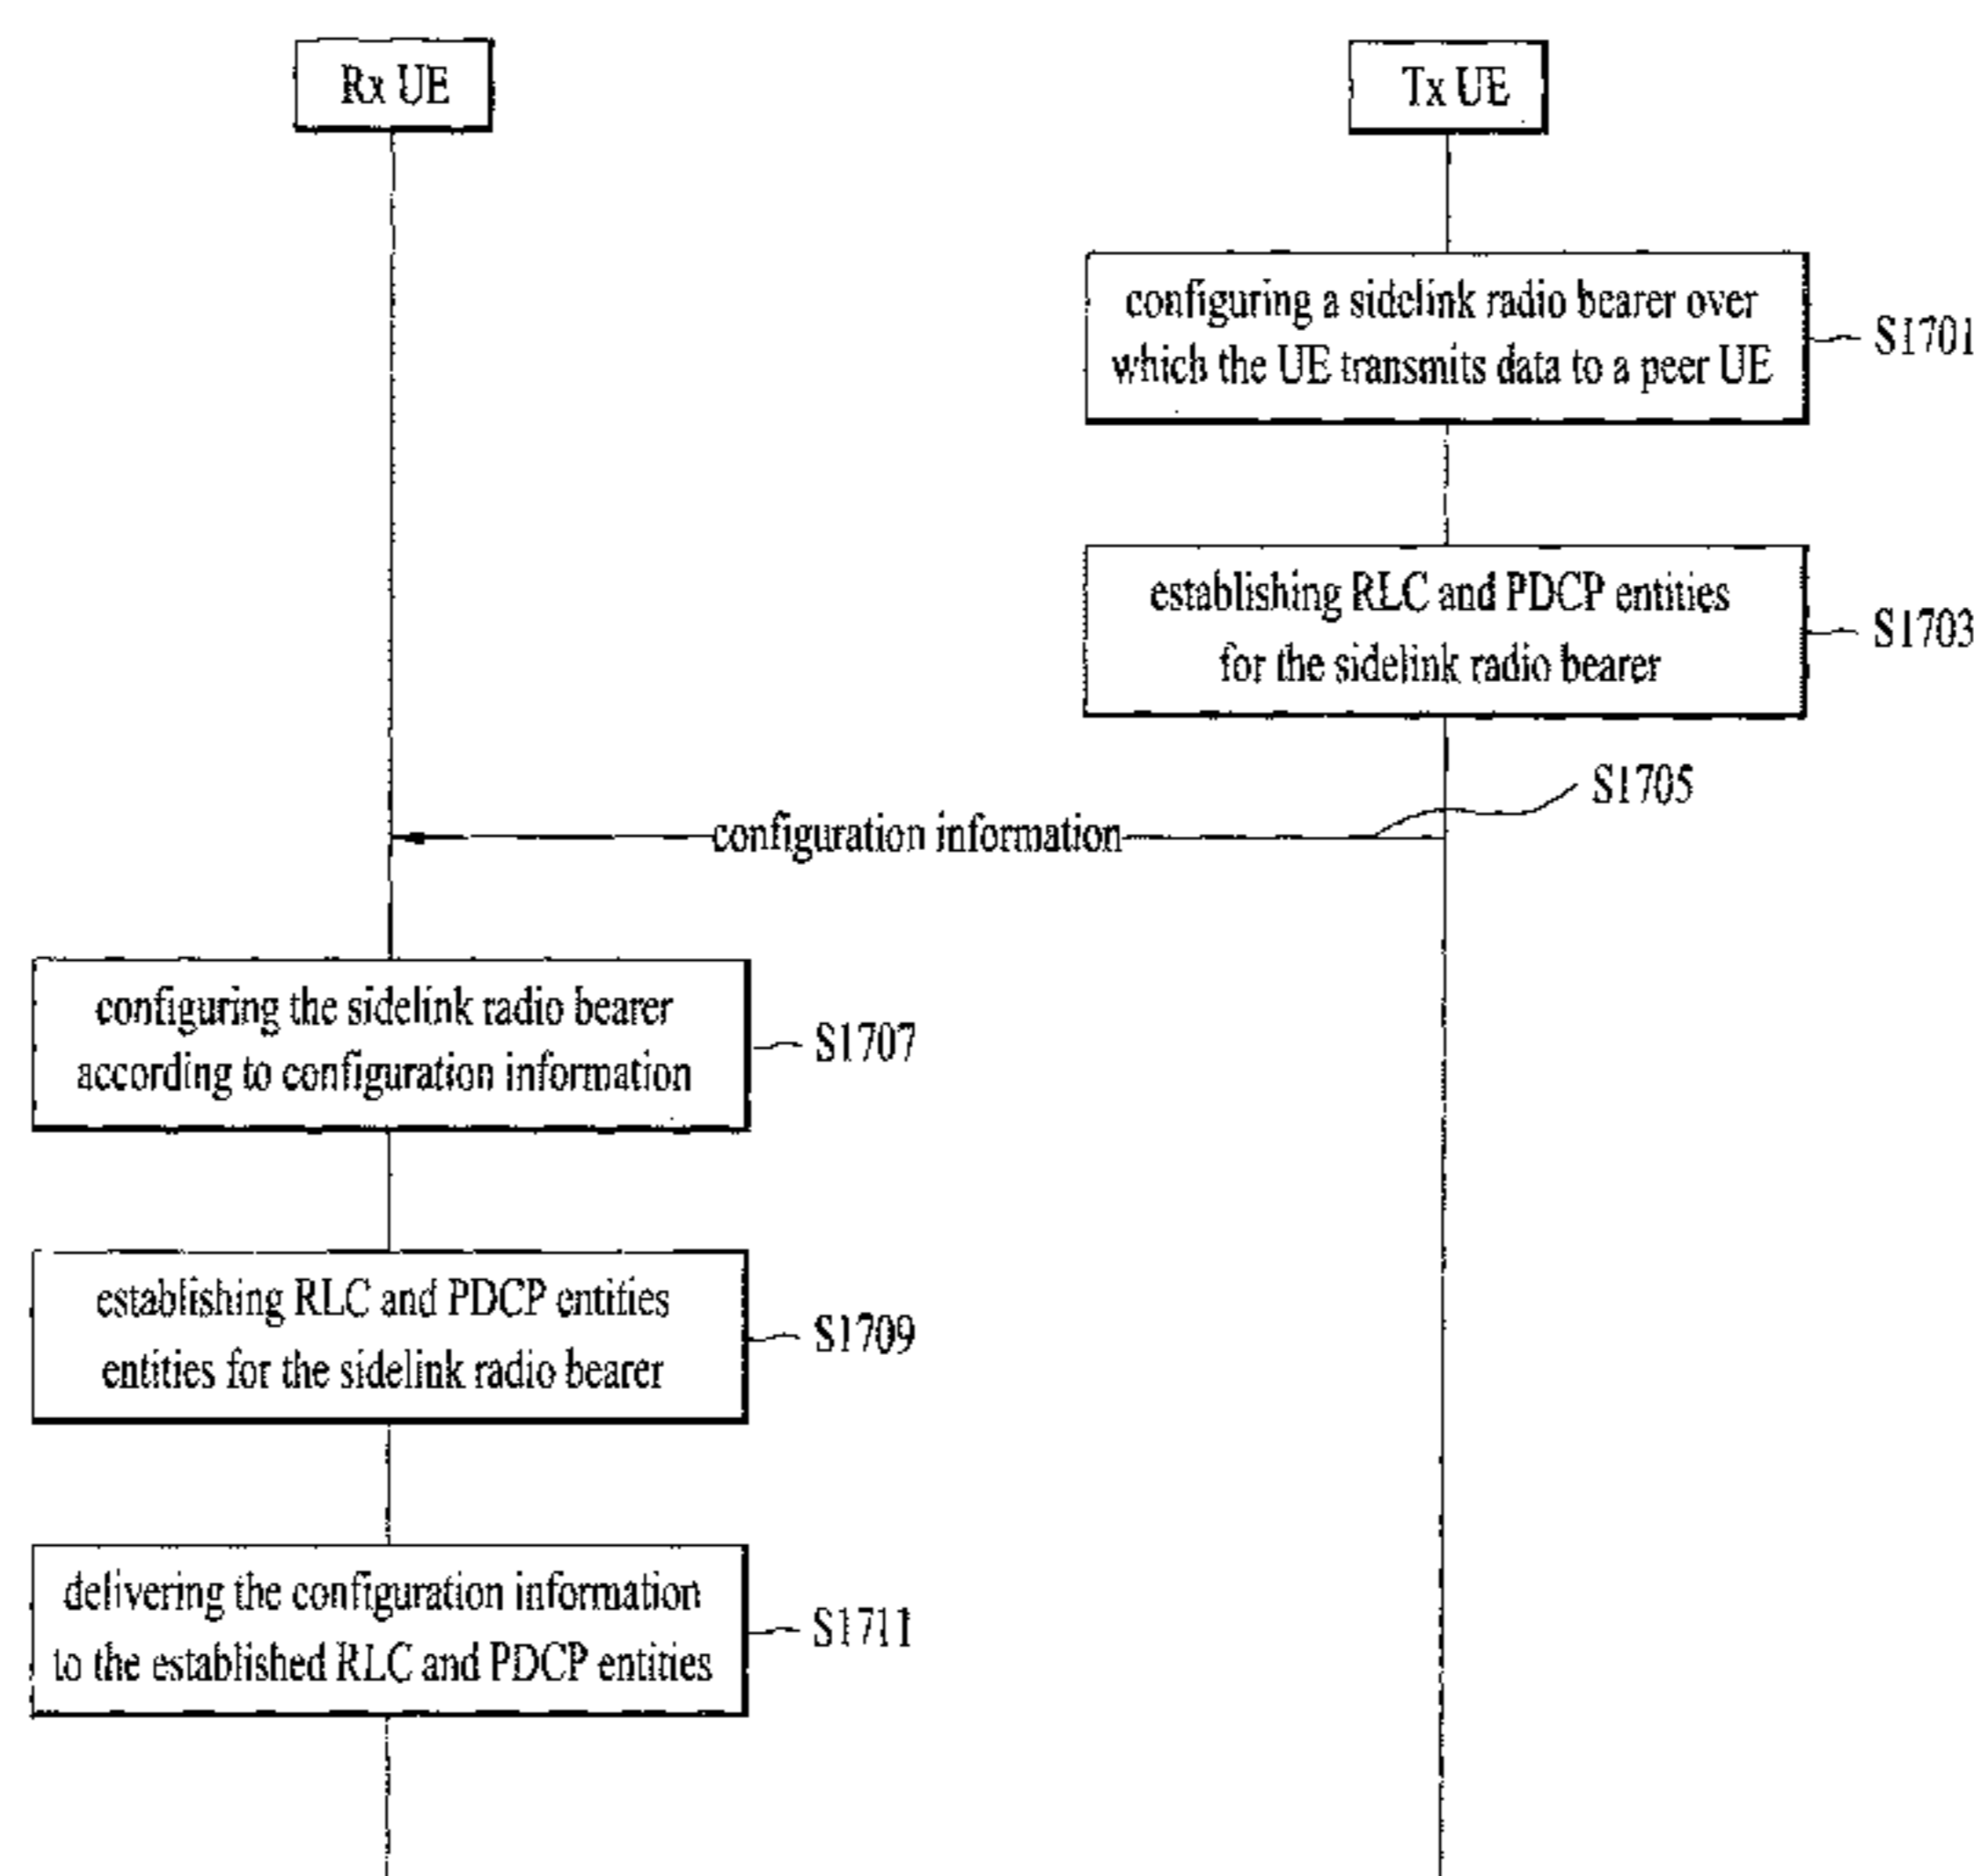 Rx UE
Tx UE
configuring a sidelink radio bearer over
which the UE transmits data to a peer UE
S1701
establishing RLC and PDCP entities
for the sidelink radio bearer
S1703
S1705
configuration information
configuring the sidelink radio bearer
according to configuration information
S1707
establishing RLC and PDCP entities
entities for the sidelink radio bearer
S1709
delivering the configuration information
to the established RLC and PDCP entities
S1711